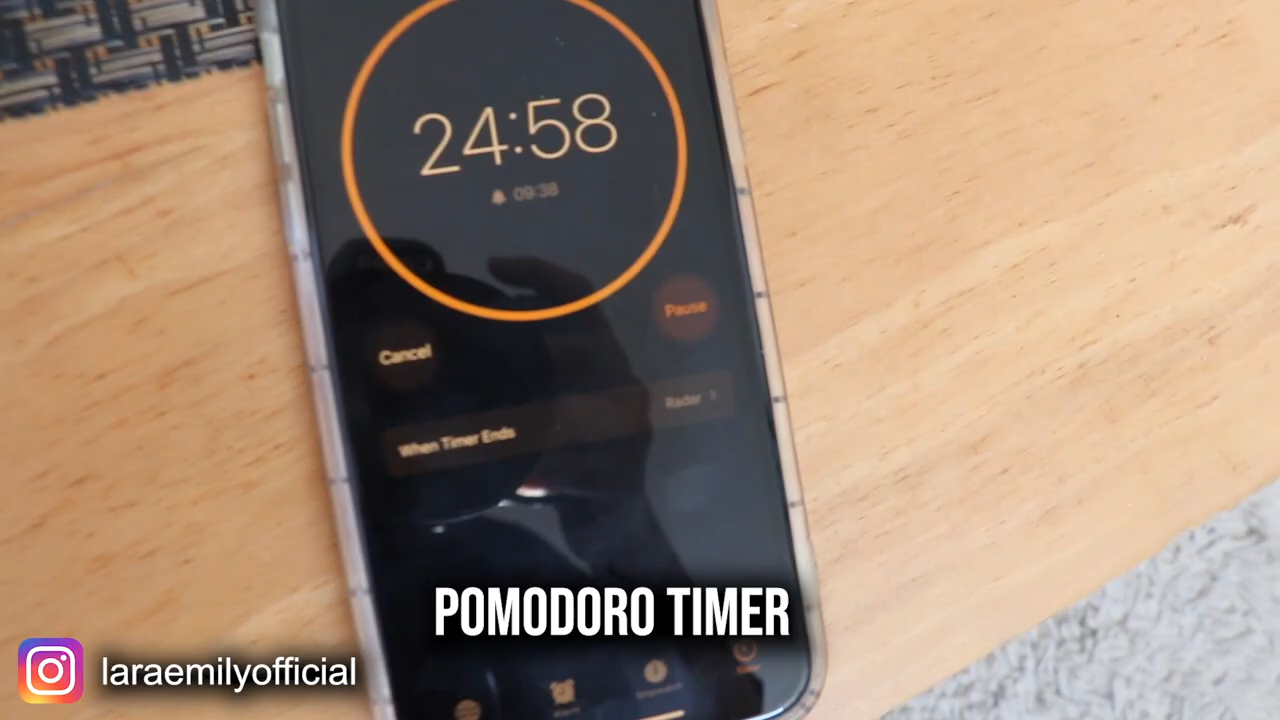 24:58
09:38
Pause
Cancel
Radar >
When Timer Ends
POMODORO TIMER
laraemilyofficial